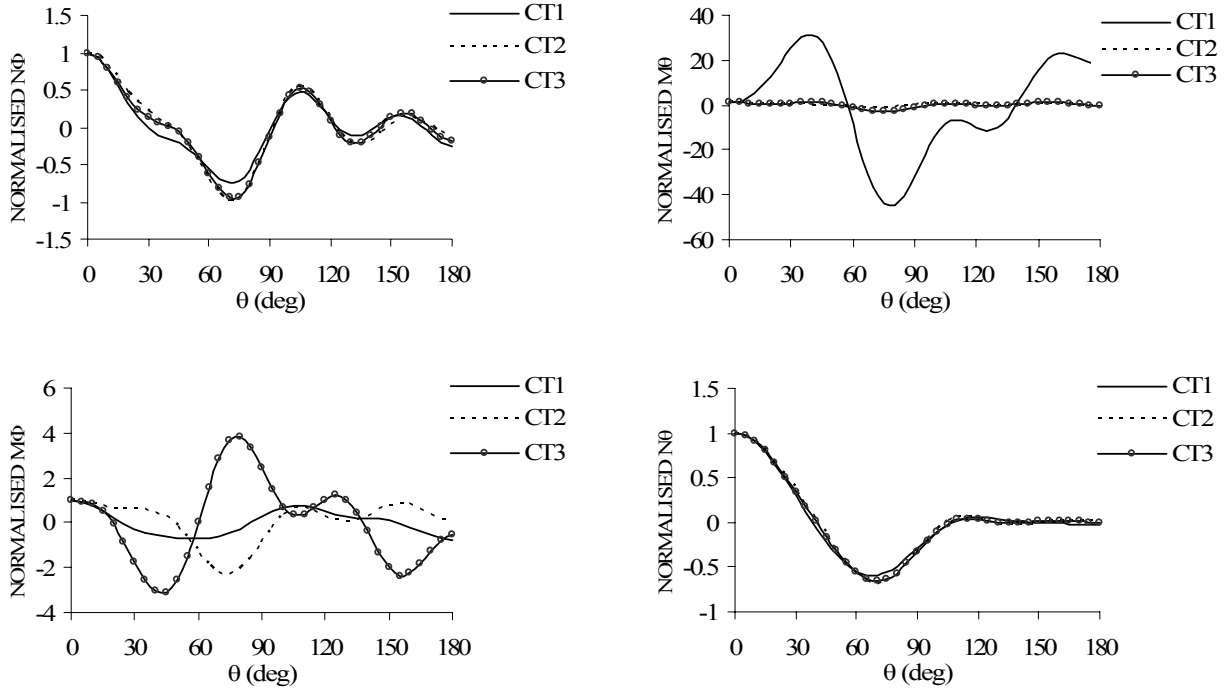 NORMALISED NΦ
1.5
1
0.5
0
-0.5
-1
-1.5
0 30 60 90 120 150 180
θ (deg)
CT1
CT2
CT3
NORMALISED Mθ
40
20
0
-20
-40
-60
0 30 60 90 120 150 180
θ (deg)
CT1
CT2
CT3
NORMALISED MΦ
6
4
2
0
-2
-4
0 30 60 90 120 150 180
θ (deg)
CT1
CT2
CT3
NORMALISED Nθ
1.5
1
0.5
0
-0.5
-1
0 30 60 90 120 150 180
θ (deg)
CT1
CT2
CT3